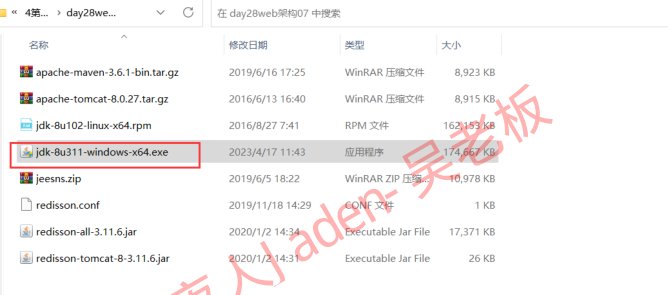 4第... day28we... 在 day28web架构07 中搜索
名称 修改日期 类型 大小
apache-maven-3.6.1-bin.tar.gz 2019/6/16 17:25 WinRAR 压缩文件 8,923 KB
apache-tomcat-8.0.27.tar.gz 2016/6/13 16:40 WinRAR 压缩文件 8,915 KB
jdk-8u102-linux-x64.rpm 2016/8/27 7:41 RPM 文件 162,153 KB
jdk-8u311-windows-x64.exe 2023/4/17 11:43 应用程序 174,667 KB
jeesns.zip 2019/6/5 18:22 WinRAR ZIP 压缩... 10,978 KB
redisson.conf 2019/11/18 14:29 CONF 文件 1 KB
redisson-all-3.11.6.jar 2020/1/2 14:34 Executable Jar File 17,371 KB
redisson-tomcat-8-3.11.6.jar 2020/1/2 14:31 Executable Jar File 26 KB
夜人] aden- 吴老板